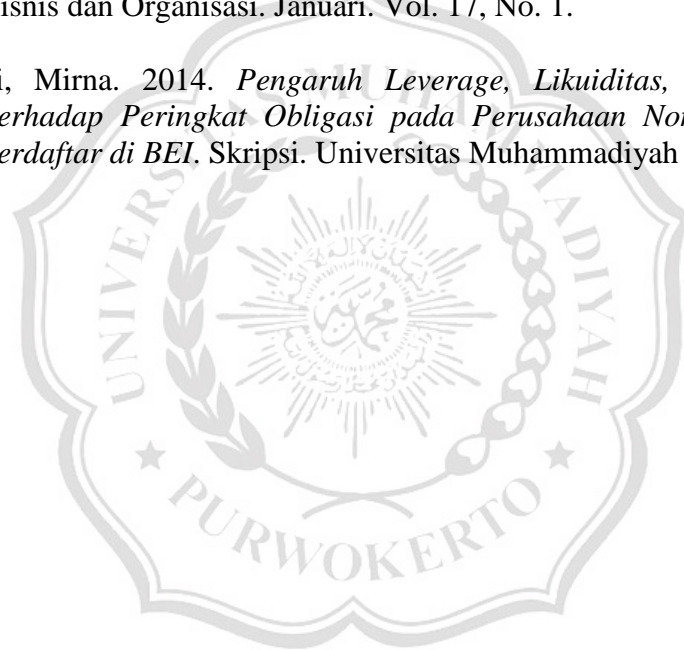 isnis dan Organisasi. Januari. Vol. 17, No. 1.
i, Mirna. 2014. Pengaruh Leverage, Likuiditas,
erhadap Peringkat Obligasi pada Perusahaan Non
erdaftar di BEI. Skripsi. Universitas Muhammadiyah
UNIVERSITAS MUHAMMADIYAH
PURWOKERTO